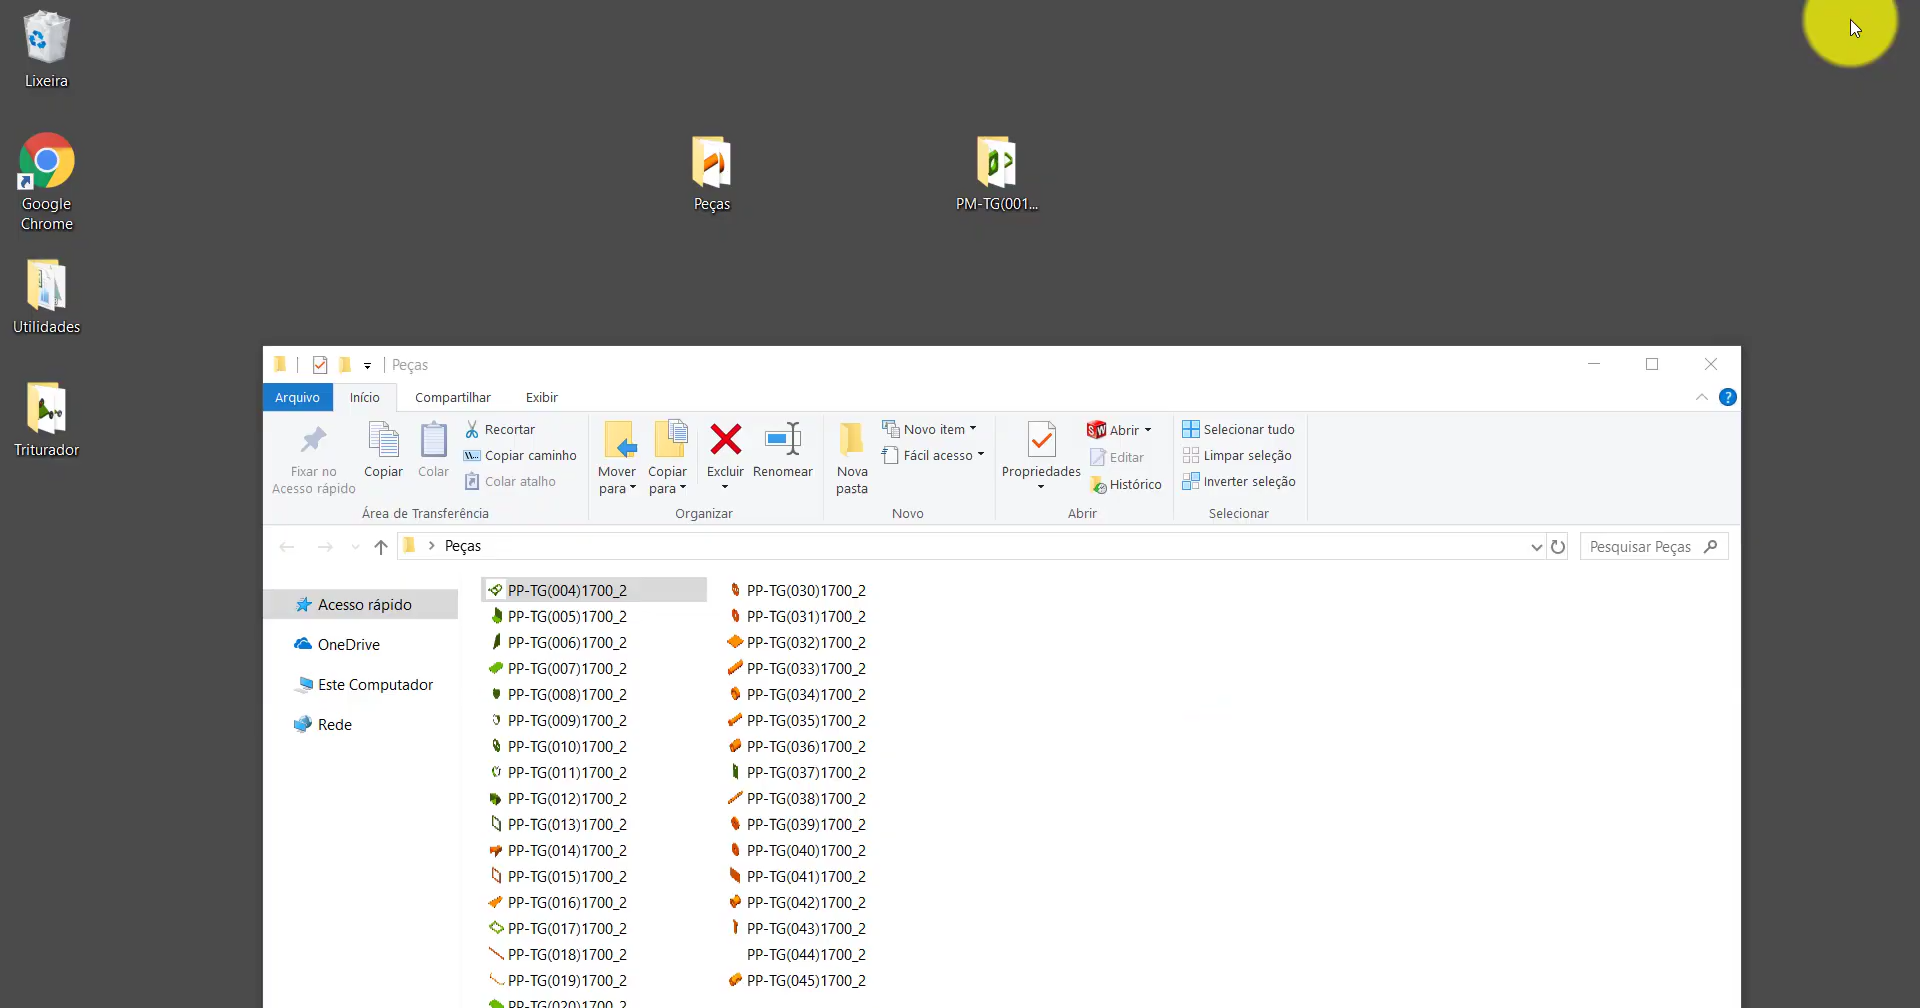 Lixeira
Google
Chrome
Utilidades
Triturador
Peças
PM-TG(001...
Peças
Arquivo
Início
Compartilhar
Exibir
Fixar no
Acesso rápido
Copiar
Colar
Recortar
Copiar caminho
Colar atalho
Área de Transferência
Mover
para
Copiar
para
Excluir
Renomear
Organizar
Nova
pasta
Novo item
Fácil acesso
Novo
Propriedades
Abrir
Editar
Histórico
Abrir
Selecionar tudo
Limpar seleção
Inverter seleção
Selecionar
Peças
Pesquisar Peças
Acesso rápido
OneDrive
Este Computador
Rede
PP-TG(004)1700_2
PP-TG(005)1700_2
PP-TG(006)1700_2
PP-TG(007)1700_2
PP-TG(008)1700_2
PP-TG(009)1700_2
PP-TG(010)1700_2
PP-TG(011)1700_2
PP-TG(012)1700_2
PP-TG(013)1700_2
PP-TG(014)1700_2
PP-TG(015)1700_2
PP-TG(016)1700_2
PP-TG(017)1700_2
PP-TG(018)1700_2
PP-TG(019)1700_2
PP-TG(020)1700_2
PP-TG(030)1700_2
PP-TG(031)1700_2
PP-TG(032)1700_2
PP-TG(033)1700_2
PP-TG(034)1700_2
PP-TG(035)1700_2
PP-TG(036)1700_2
PP-TG(037)1700_2
PP-TG(038)1700_2
PP-TG(039)1700_2
PP-TG(040)1700_2
PP-TG(041)1700_2
PP-TG(042)1700_2
PP-TG(043)1700_2
PP-TG(044)1700_2
PP-TG(045)1700_2